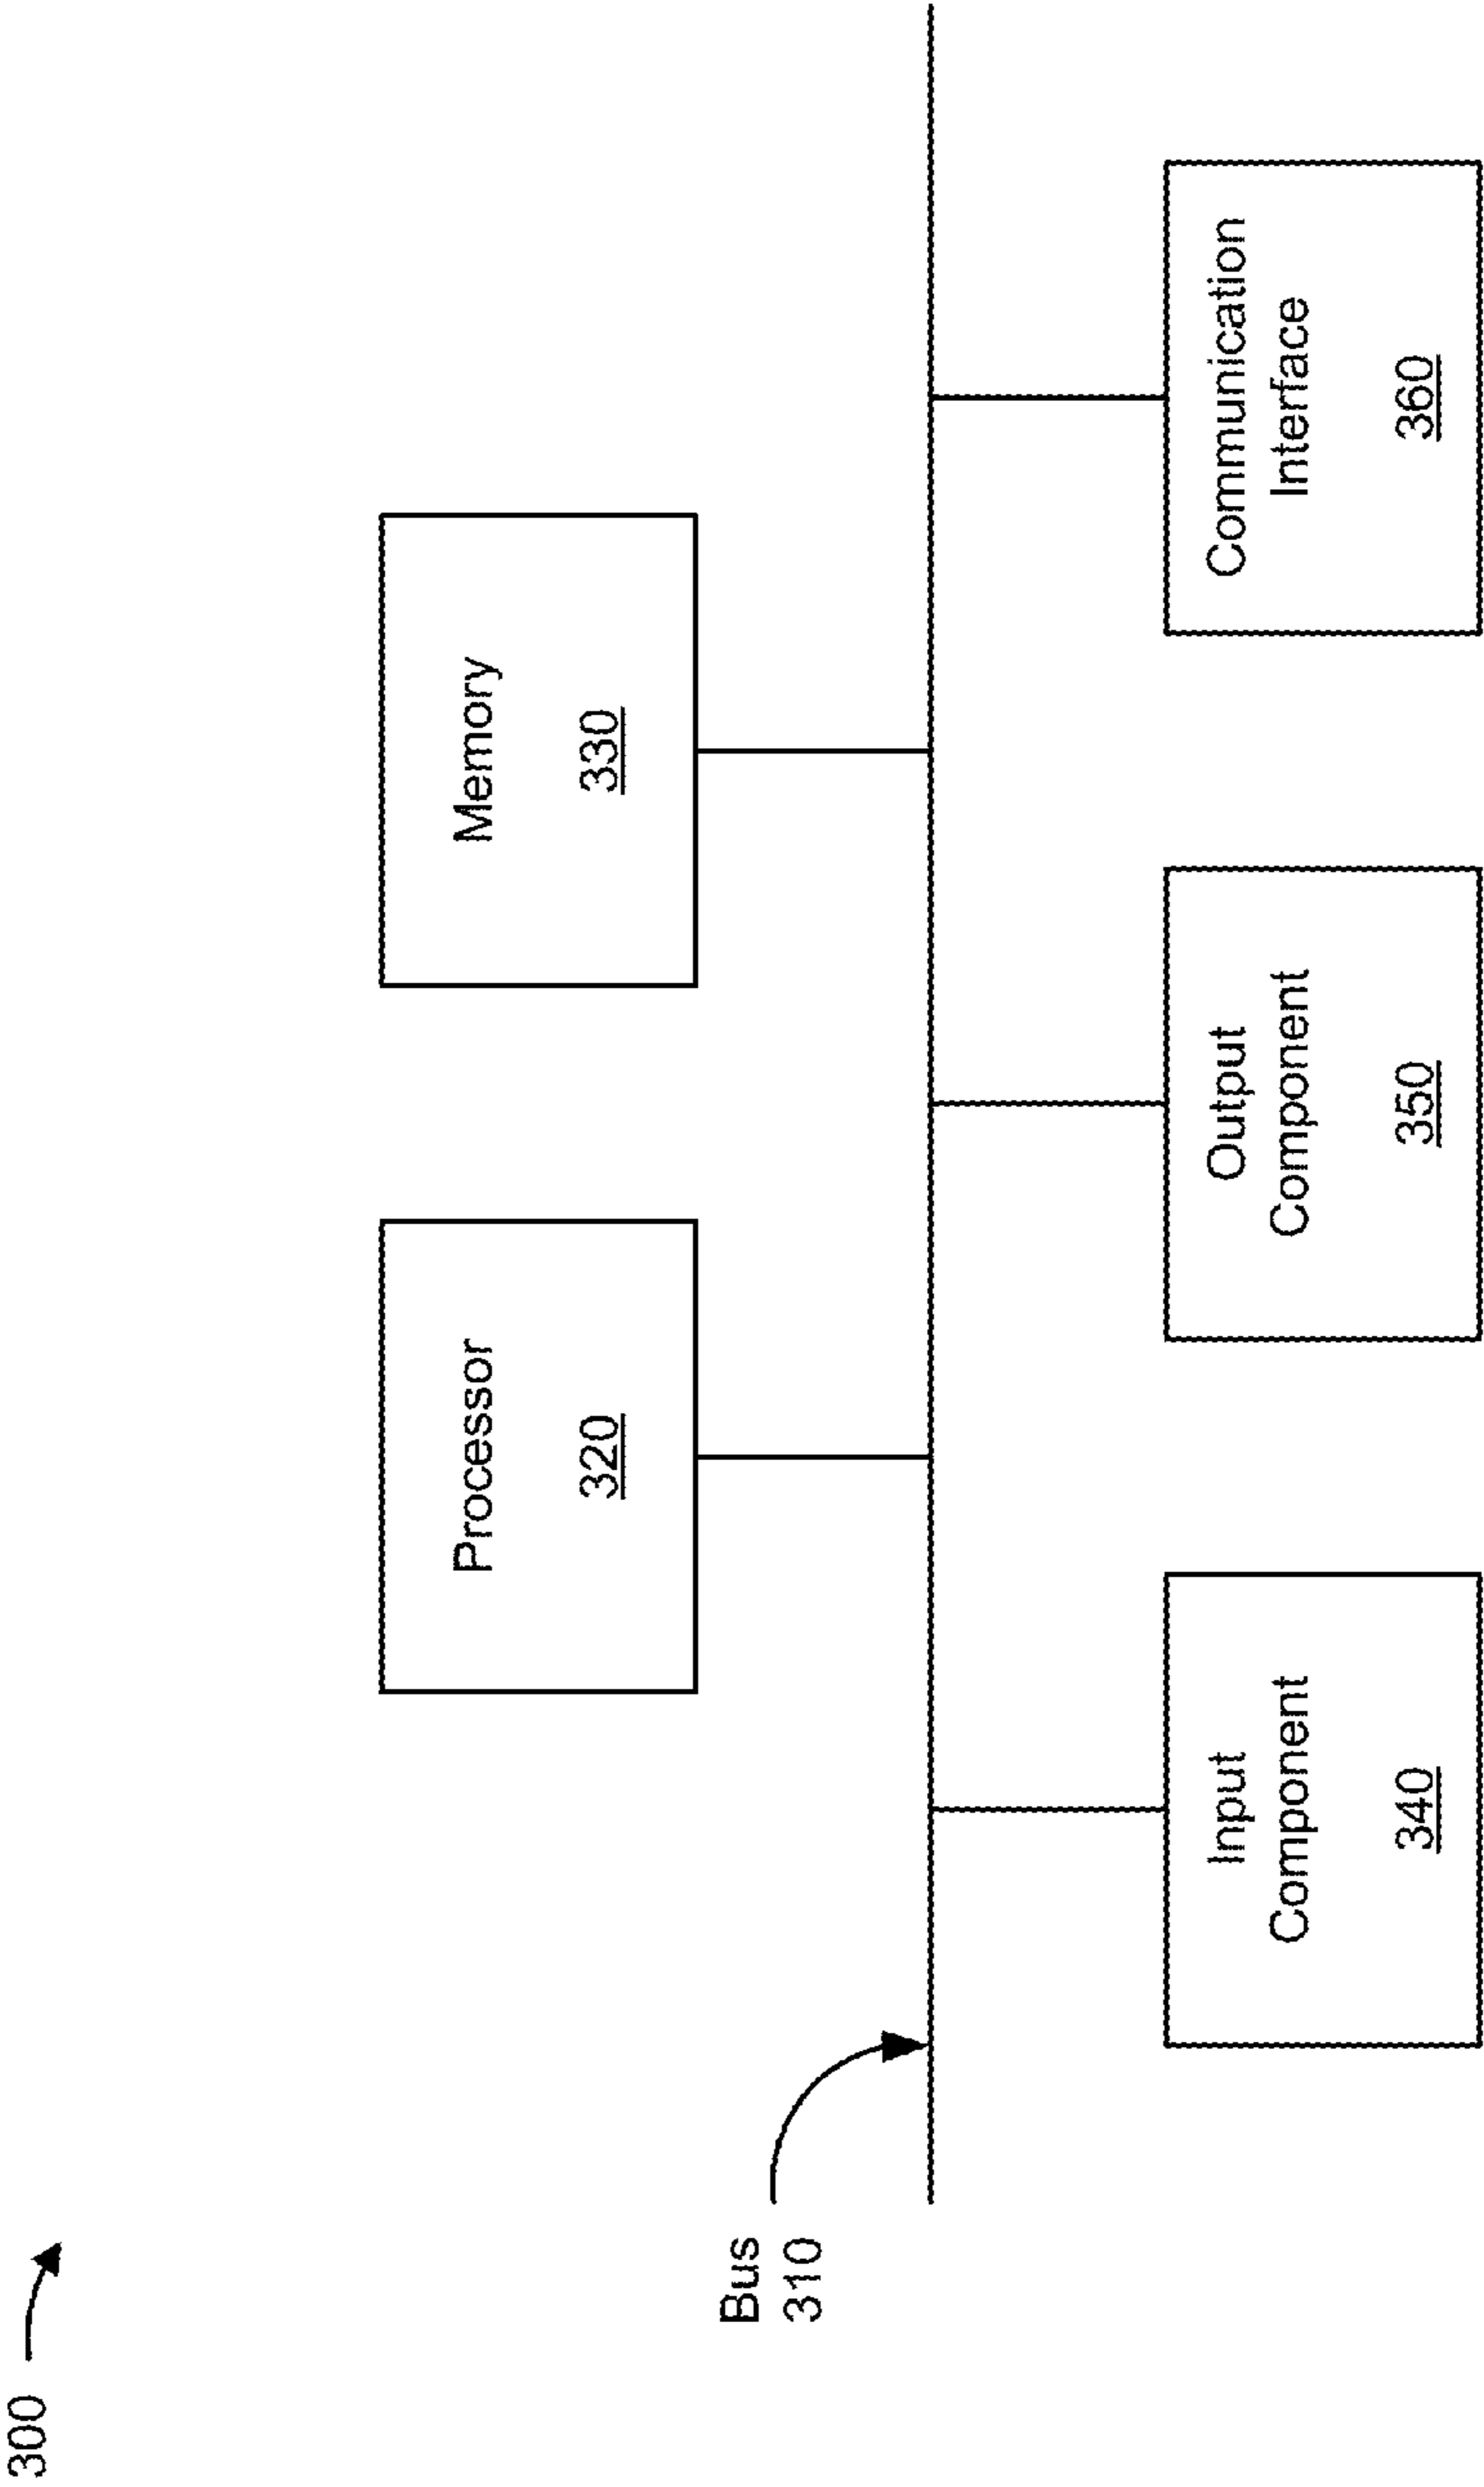 300
Processor
320
Memory
330
Bus
310
Input
Component
340
Output
Component
350
Communication
Interface
360